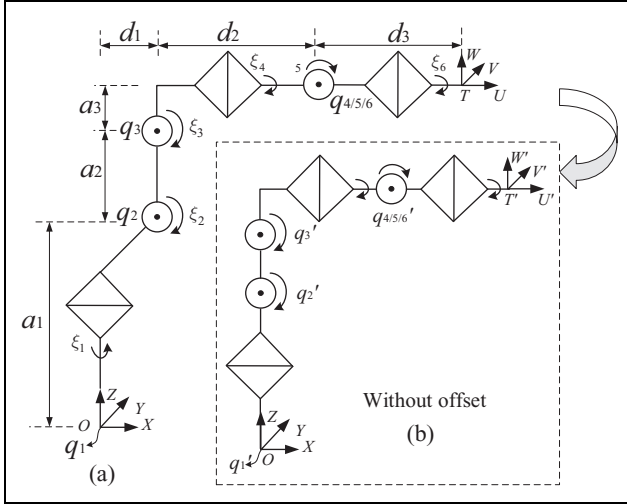 d1 d2 d3
ξ4 5 ξ6 W V
q4/5/6 T U
a3 q3 ξ3
a2
q2 ξ2
a1
ξ1
Z Y
O X
q1
(a)
W' V'
q4/5/6' T' U'
q3'
q2'
Without offset
Z Y
(b)
O X
q1'